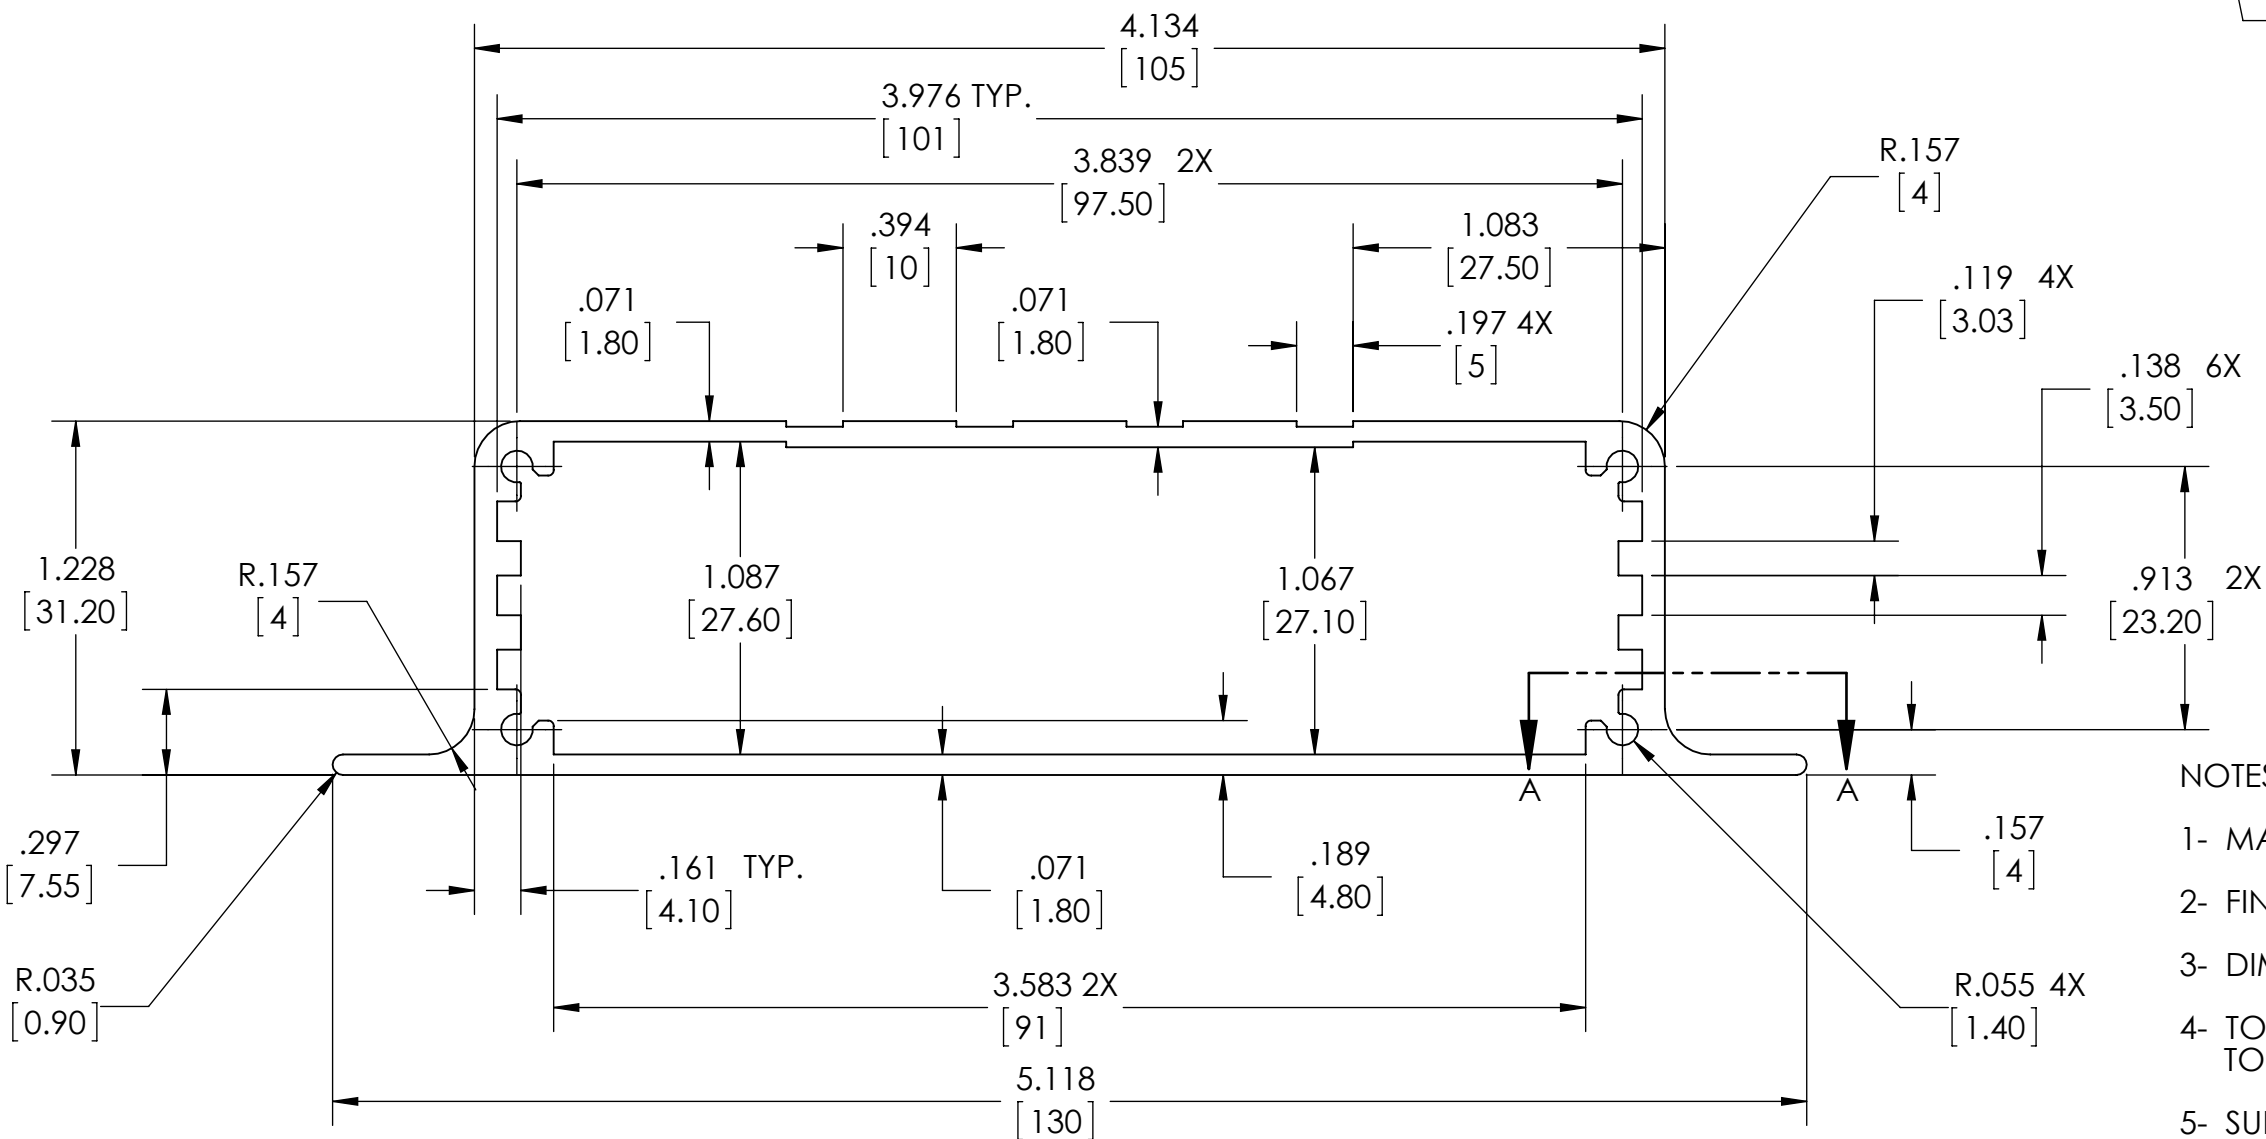 4.134
[105]
3.976 TYP.
[101]
3.839 2X
[97.50]
R.157
[4]
.394
[10]
1.083
[27.50]
.119 4X
[3.03]
.071
[1.80]
.071
[1.80]
.197 4X
[5]
.138 6X
[3.50]
1.228
[31.20]
R.157
[4]
1.087
[27.60]
1.067
[27.10]
.913 2X
[23.20]
A
A
NOTES
.297
[7.55]
.161 TYP.
[4.10]
.071
[1.80]
.189
[4.80]
.157
[4]
1- MA
2- FIN
R.035
[0.90]
3.583 2X
[91]
R.055 4X
[1.40]
3- DIM
4- TO
TO
5.118
[130]
5-